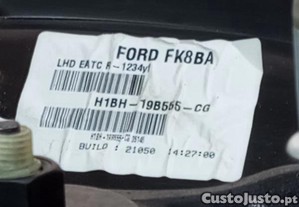 FORD FK8BA
LHD EATC R-1234yf
H1BH-19B555-CG
BUILD : 21050 14:27:00
CustoJusto.pt